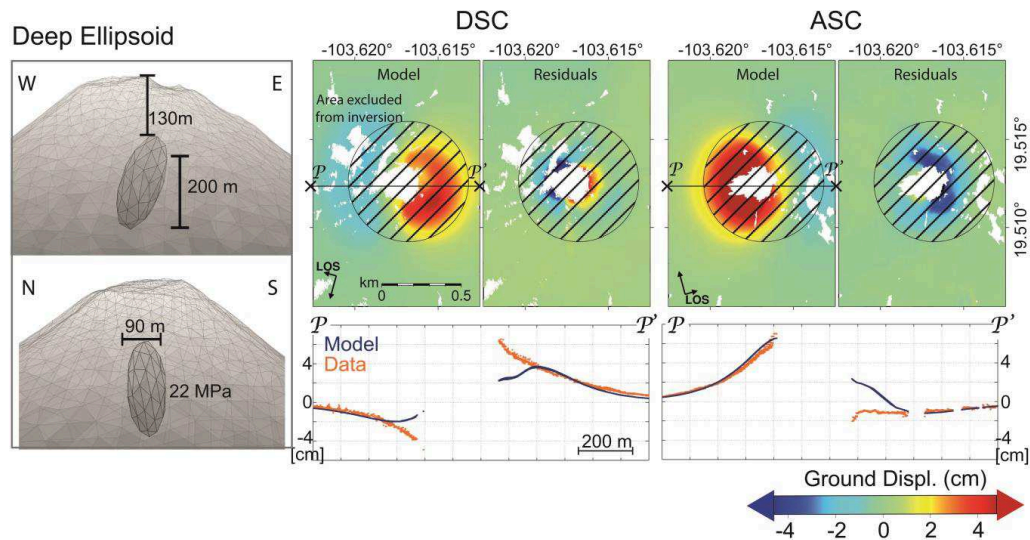 Deep Ellipsoid
W
E
130m
200 m
N
S
90 m
22 MPa
DSC
-103.620°
-103.615°
-103.620°
-103.615°
Model
Residuals
Area excluded
from inversion
P
P'
LOS
km
0
0.5
ASC
-103.620°
-103.615°
-103.620°
-103.615°
Model
Residuals
P
P'
LOS
19.515°
19.510°
P
P'
Model
Data
200 m
P
P'
4
0
-4
[cm]
4
0
-4
[cm]
Ground Displ. (cm)
-4
-2
0
2
4